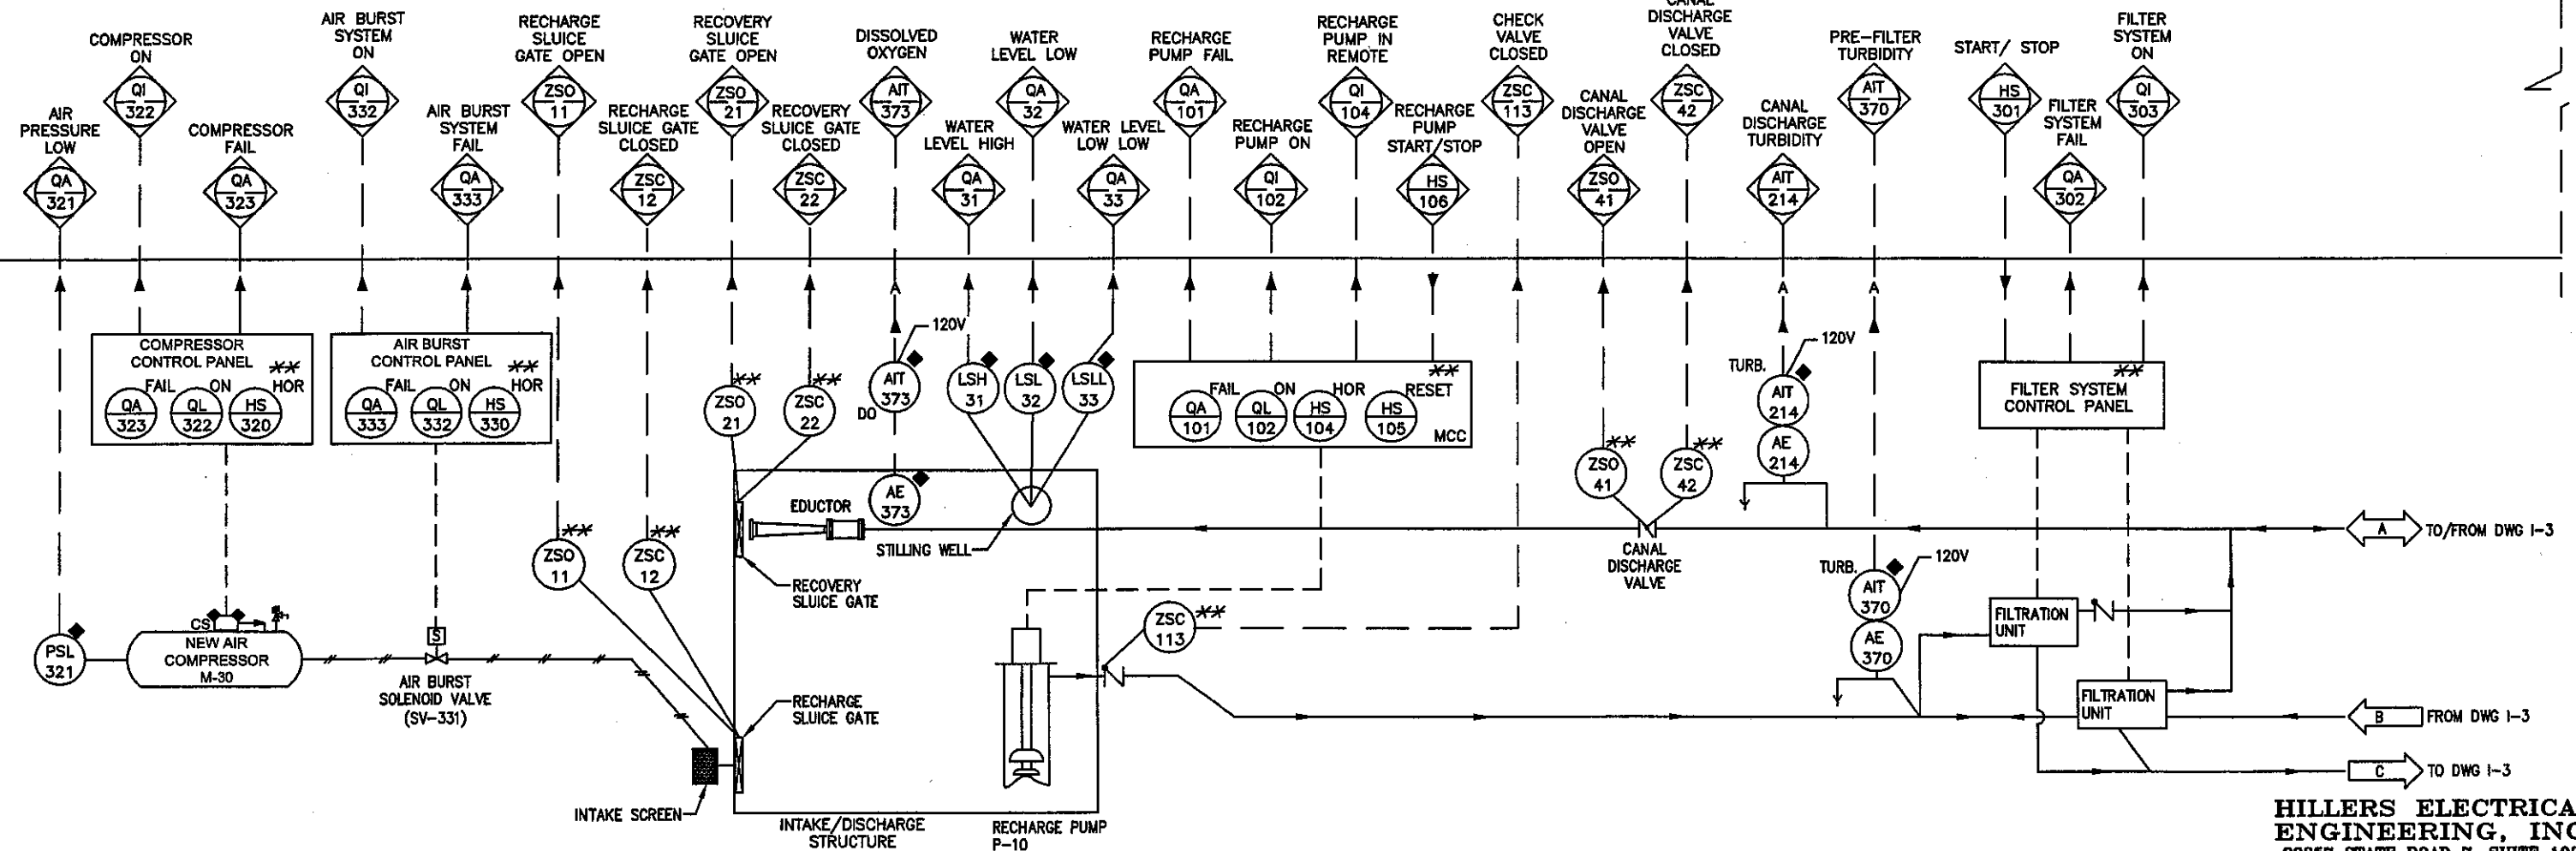 AIR
PRESSURE
LOW
QA
321
COMPRESSOR
ON
QI
322
COMPRESSOR
FAIL
QA
323
AIR BURST
SYSTEM
ON
QI
332
AIR BURST
SYSTEM
FAIL
QA
333
RECHARGE
SLUICE
GATE OPEN
ZSO
11
RECHARGE
SLUICE GATE
CLOSED
ZSC
12
RECOVERY
SLUICE
GATE OPEN
ZSO
21
RECOVERY
SLUICE GATE
CLOSED
ZSC
22
DISSOLVED
OXYGEN
AIT
373
WATER
LEVEL HIGH
QA
31
WATER
LEVEL LOW
QA
32
WATER LEVEL
LOW LOW
QA
33
RECHARGE
PUMP FAIL
QA
101
RECHARGE
PUMP ON
QI
102
RECHARGE
PUMP IN
REMOTE
QI
104
RECHARGE
PUMP
START/STOP
HS
106
CHECK
VALVE
CLOSED
ZSC
113
CANAL
DISCHARGE
VALVE
OPEN
ZSO
41
CANAL
DISCHARGE
VALVE
CLOSED
ZSC
42
CANAL
DISCHARGE
TURBIDITY
AIT
214
PRE-FILTER
TURBIDITY
AIT
370
START/ STOP
HS
301
FILTER
SYSTEM
FAIL
QA
302
FILTER
SYSTEM
ON
QI
303
A
A
A
COMPRESSOR
CONTROL PANEL
**
FAIL ON HOR
QA
323
QL
322
HS
320
AIR BURST
CONTROL PANEL
**
FAIL ON HOR
QA
333
QL
332
HS
330
**
ZSO
21
**
ZSC
22
120V
AIT
373
DO
LSH
31
LSL
32
LSLL
33
**
FAIL ON HOR RESET
QA
101
QL
102
HS
104
HS
105
MCC
**
ZSO
41
**
ZSC
42
TURB.
120V
AIT
214
AE
214
**
FILTER SYSTEM
CONTROL PANEL
AE
373
EDUCTOR
STILLING WELL
CANAL
DISCHARGE
VALVE
A TO/FROM DWG I-3
**
ZSO
11
**
ZSC
12
RECOVERY
SLUICE GATE
**
ZSC
113
TURB.
120V
AIT
370
AE
370
FILTRATION
UNIT
PSL
321
CS
NEW AIR
COMPRESSOR
M-30
S
AIR BURST
SOLENOID VALVE
(SV-331)
RECHARGE
SLUICE GATE
FILTRATION
UNIT
B FROM DWG I-3
C TO DWG I-3
INTAKE SCREEN
INTAKE/DISCHARGE
STRUCTURE
RECHARGE PUMP
P-10
HILLERS ELECTRICA
ENGINEERING, INC